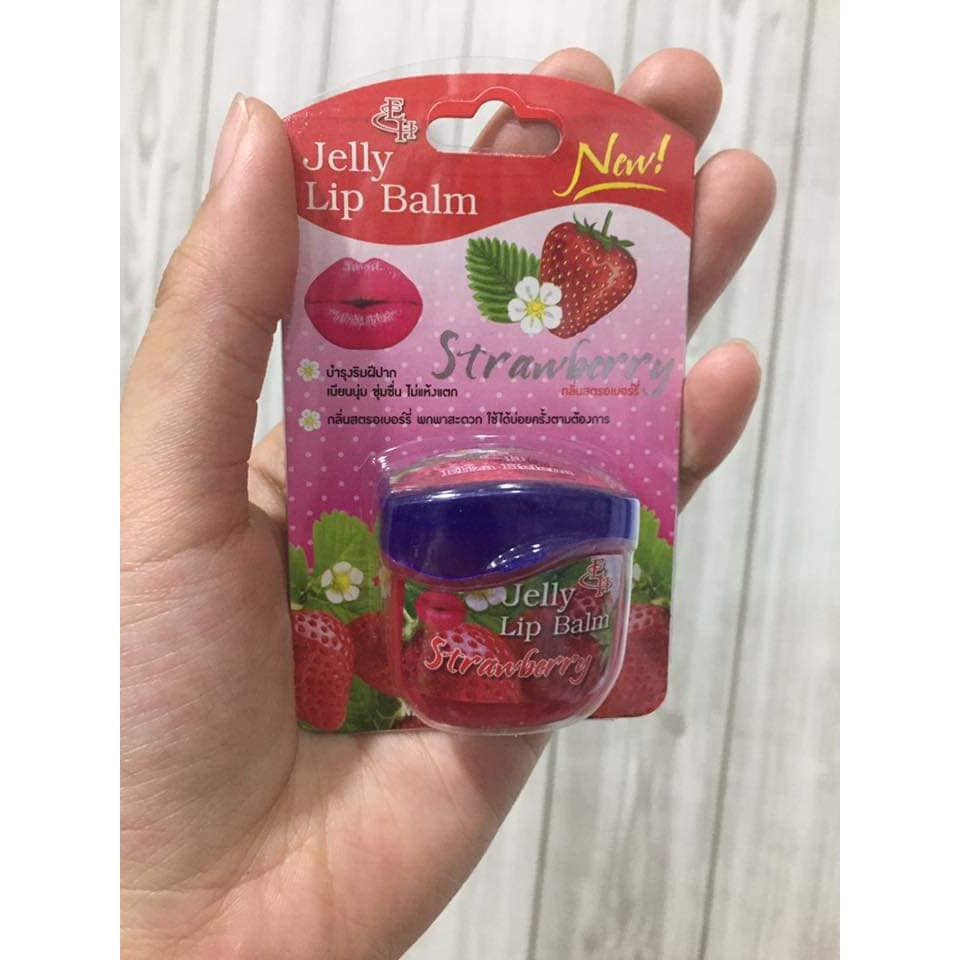 ECH
Jelly
Lip Balm
New!
Strawberry
กลิ่นสตรอเบอร์รี่
บำรุงริมฝีปาก
เนียนนุ่ม ชุ่มชื่น ไม่แห้งแตก
กลิ่นสตรอเบอร์รี่ พกพาสะดวก ใช้ได้บ่อยครั้งตามต้องการ
ECH
Jelly
Lip Balm
Strawberry